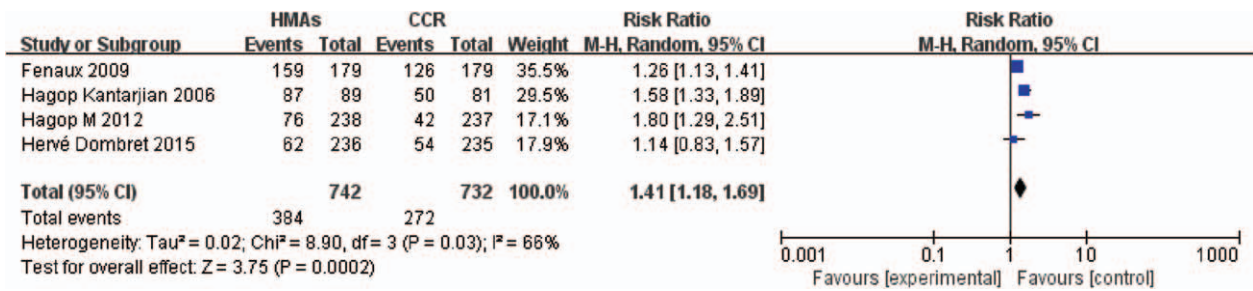 HMAs CCR Risk Ratio Risk Ratio
Study or Subgroup Events Total Events Total Weight M-H, Random, 95% CI M-H, Random, 95% CI
Fenaux 2009 159 179 126 179 35.5% 1.26 [1.13, 1.41]
Hagop Kantarjian 2006 87 89 50 81 29.5% 1.58 [1.33, 1.89]
Hagop M 2012 76 238 42 237 17.1% 1.80 [1.29, 2.51]
Hervé Dombret 2015 62 236 54 235 17.9% 1.14 [0.83, 1.57]
Total (95% CI) 742 732 100.0% 1.41 [1.18, 1.69]
Total events 384 272
Heterogeneity: Tau² = 0.02; Chi² = 8.90, df = 3 (P = 0.03); I² = 66%
Test for overall effect: Z = 3.75 (P = 0.0002)
0.001 0.1 1 10 1000
Favours [experimental] Favours [control]